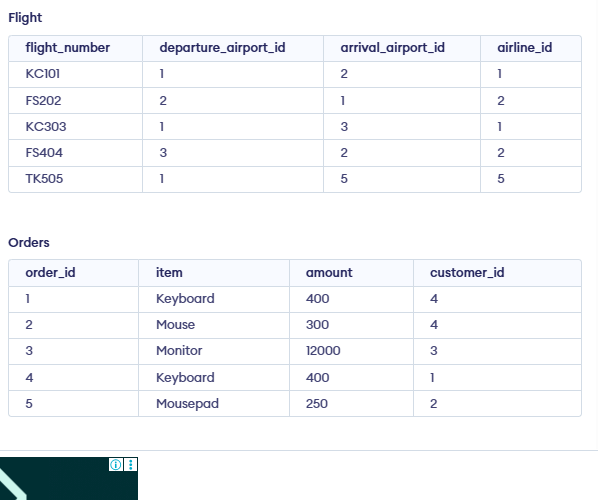 Flight
flight_number departure_airport_id arrival_airport_id airline_id
KC101 1 2 1
FS202 2 1 2
KC303 1 3 1
FS404 3 2 2
TK505 1 5 5
Orders
order_id item amount customer_id
1 Keyboard 400 4
2 Mouse 300 4
3 Monitor 12000 3
4 Keyboard 400 1
5 Mousepad 250 2